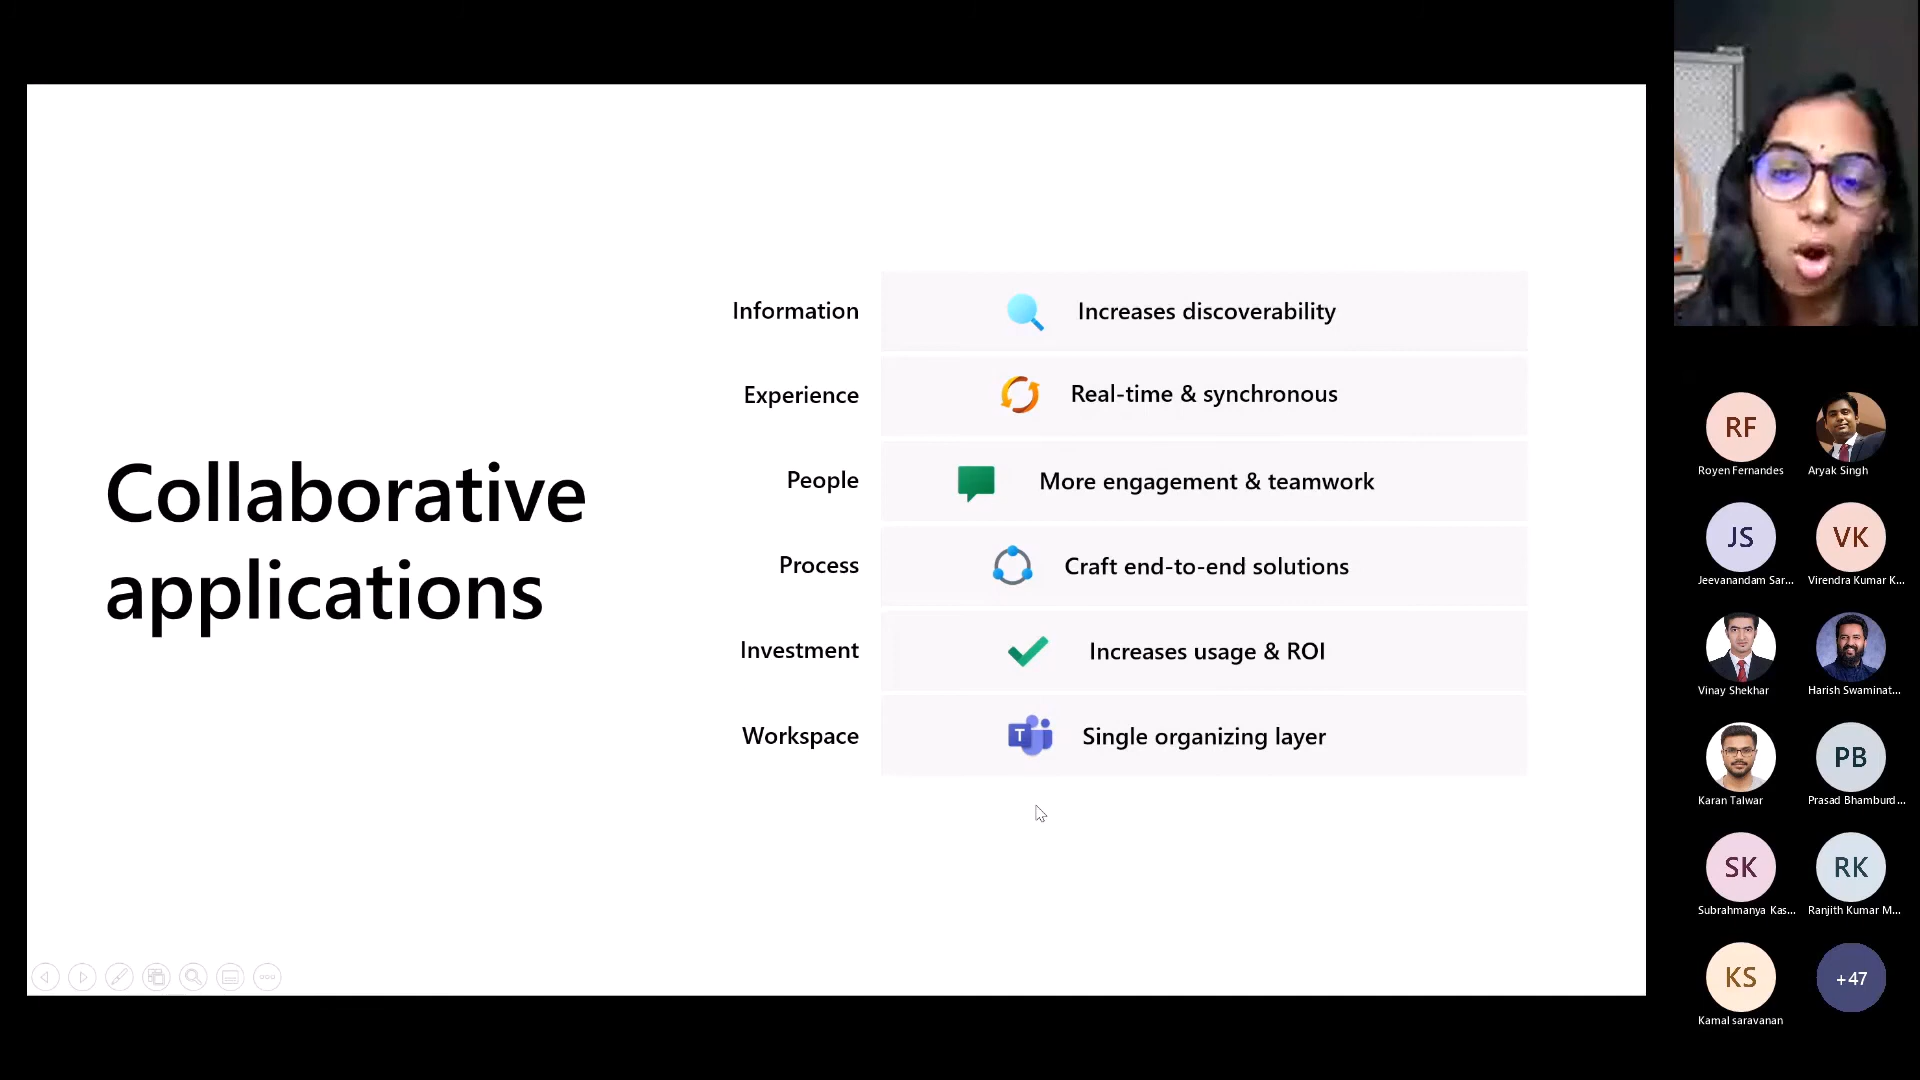 Collaborative
applications
Information
Increases discoverability
Experience
Real-time & synchronous
People
More engagement & teamwork
Process
Craft end-to-end solutions
Investment
Increases usage & ROI
Workspace
T
Single organizing layer
RF
Royen Fernandes
Aryak Singh
JS
Jeevanandam Sar...
VK
Virendra Kumar K...
Vinay Shekhar
Harish Swaminat...
Karan Talwar
PB
Prasad Bhamburd...
SK
Subrahmanya Kas...
RK
Ranjith Kumar M...
KS
Kamal saravanan
+47